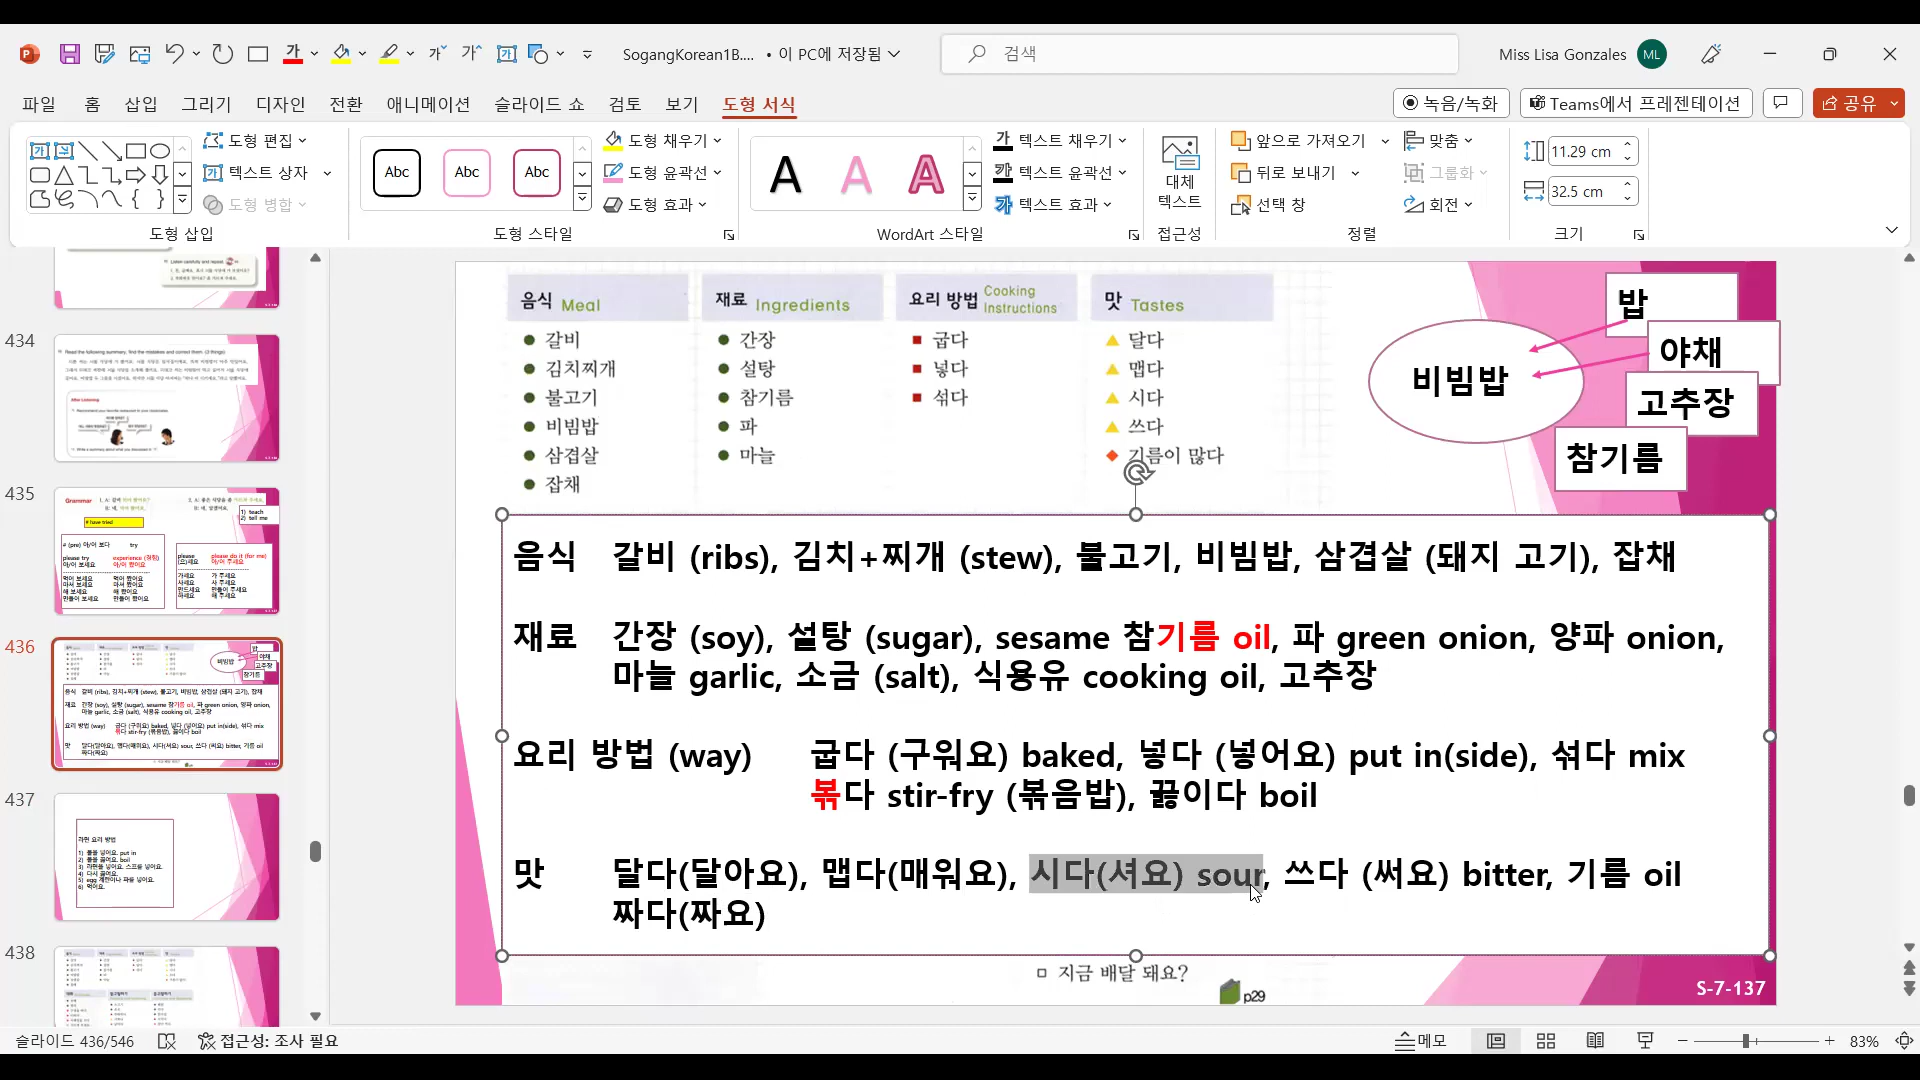 SogangKorean1B.... • 이 PC에 저장됨
검색
Miss Lisa Gonzales ML
파일 홈 삽입 그리기 디자인 전환 애니메이션 슬라이드 쇼 검토 보기 도형 서식
녹음/녹화 Teams에서 프레젠테이션 공유
도형 편집
텍스트 상자
도형 병합
도형 삽입
Abc Abc Abc
도형 채우기
도형 윤곽선
도형 효과
도형 스타일
A A A
텍스트 채우기
텍스트 윤곽선
텍스트 효과
WordArt 스타일
대체
텍스트
접근성
앞으로 가져오기
뒤로 보내기
선택 창
맞춤
그룹화
회전
정렬
11.29 cm
32.5 cm
크기
434
435
436
437
438
음식 Meal
갈비
김치찌개
불고기
비빔밥
삼겹살
잡채
재료 Ingredients
간장
설탕
참기름
파
마늘
요리 방법 Cooking Instructions
굽다
넣다
섞다
맛 Tastes
달다
맵다
시다
쓰다
기름이 많다
비빔밥
밥
야채
고추장
참기름
음식 갈비 (ribs), 김치+찌개 (stew), 불고기, 비빔밥, 삼겹살 (돼지 고기), 잡채
재료 간장 (soy), 설탕 (sugar), sesame 참기름 oil, 파 green onion, 양파 onion,
마늘 garlic, 소금 (salt), 식용유 cooking oil, 고추장
요리 방법 (way) 굽다 (구워요) baked, 넣다 (넣어요) put in(side), 섞다 mix
볶다 stir-fry (볶음밥), 끓이다 boil
맛 달다(달아요), 맵다(매워요), 시다(셔요) sour, 쓰다 (써요) bitter, 기름 oil
짜다(짜요)
지금 배달 돼요?
p29
S-7-137
슬라이드 436/546
접근성: 조사 필요
메모
83%